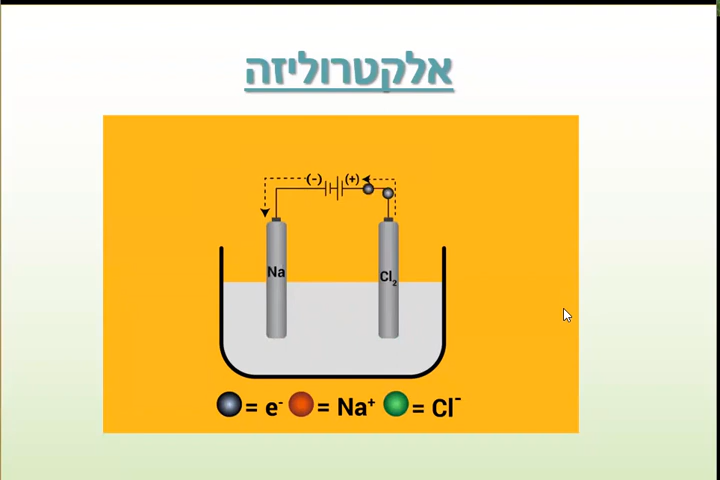 אלקטרוליזה
(-) (+)
Na Cl₂
= e⁻ = Na⁺ = Cl⁻